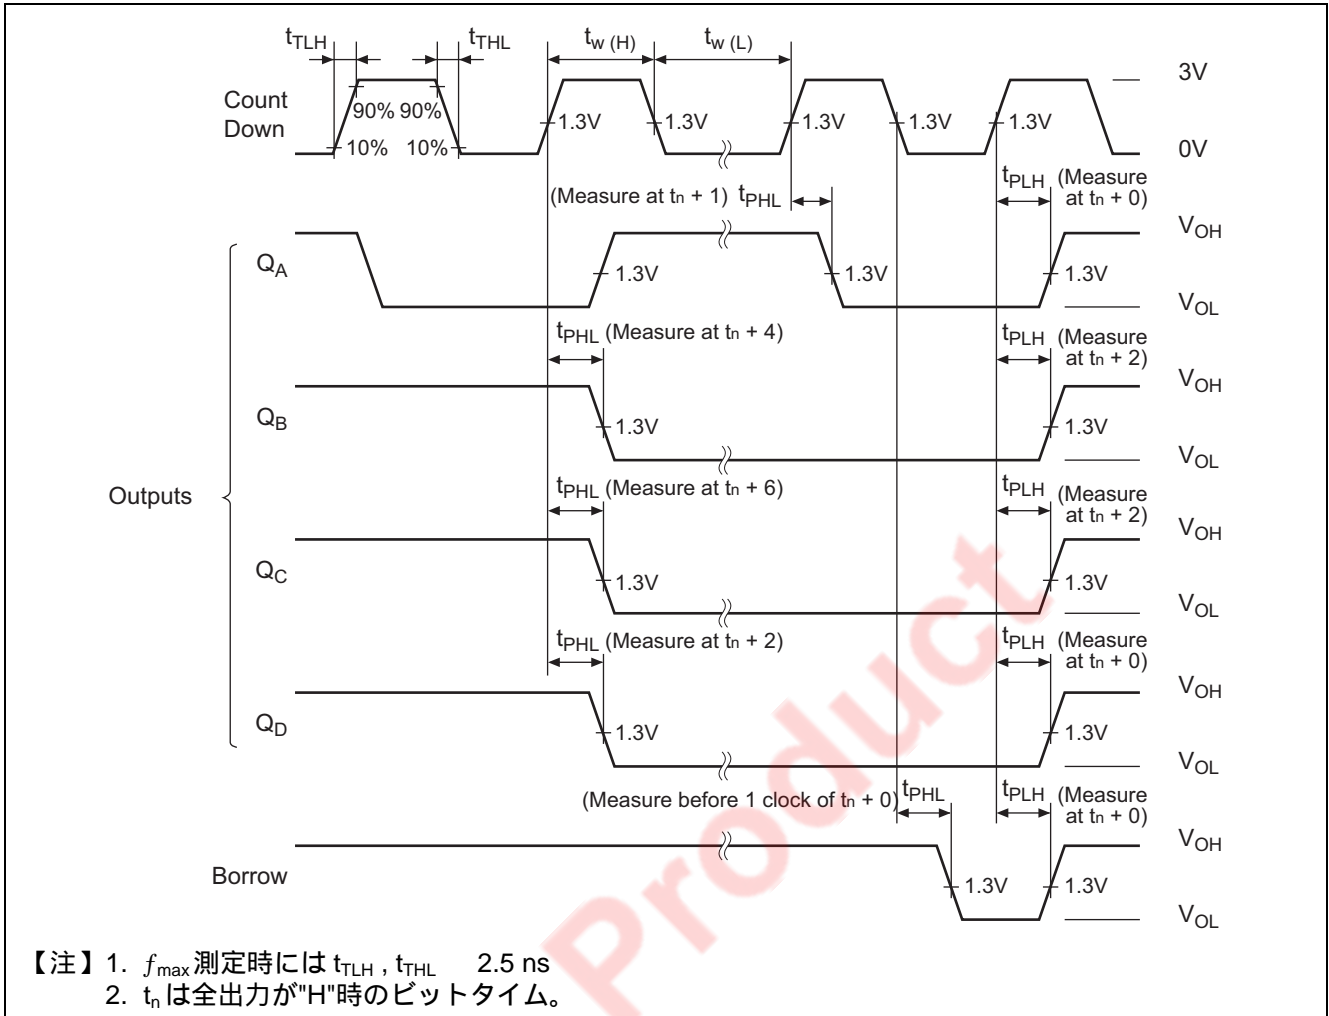 tTLH tTHL tw (H) tw (L)
3V
Count
Down
90% 90%
10% 10%
1.3V 1.3V 1.3V 1.3V 1.3V
0V
(Measure at tn + 1) tPHL
tPLH (Measure
at tn + 0)
VOH
QA
1.3V 1.3V 1.3V
VOL
tPHL (Measure at tn + 4)
tPLH (Measure
at tn + 2)
VOH
QB
1.3V 1.3V
VOL
Outputs
tPHL (Measure at tn + 6)
tPLH (Measure
at tn + 2)
VOH
QC
1.3V 1.3V
VOL
tPHL (Measure at tn + 2)
tPLH (Measure
at tn + 0)
VOH
QD
1.3V 1.3V
VOL
(Measure before 1 clock of tn + 0) tPHL
tPLH (Measure
at tn + 0)
VOH
Borrow
1.3V 1.3V
VOL
Product
【注】1. fmax 測定時には tTLH , tTHL 2.5 ns
2. tn は全出力が"H"時のビットタイム。